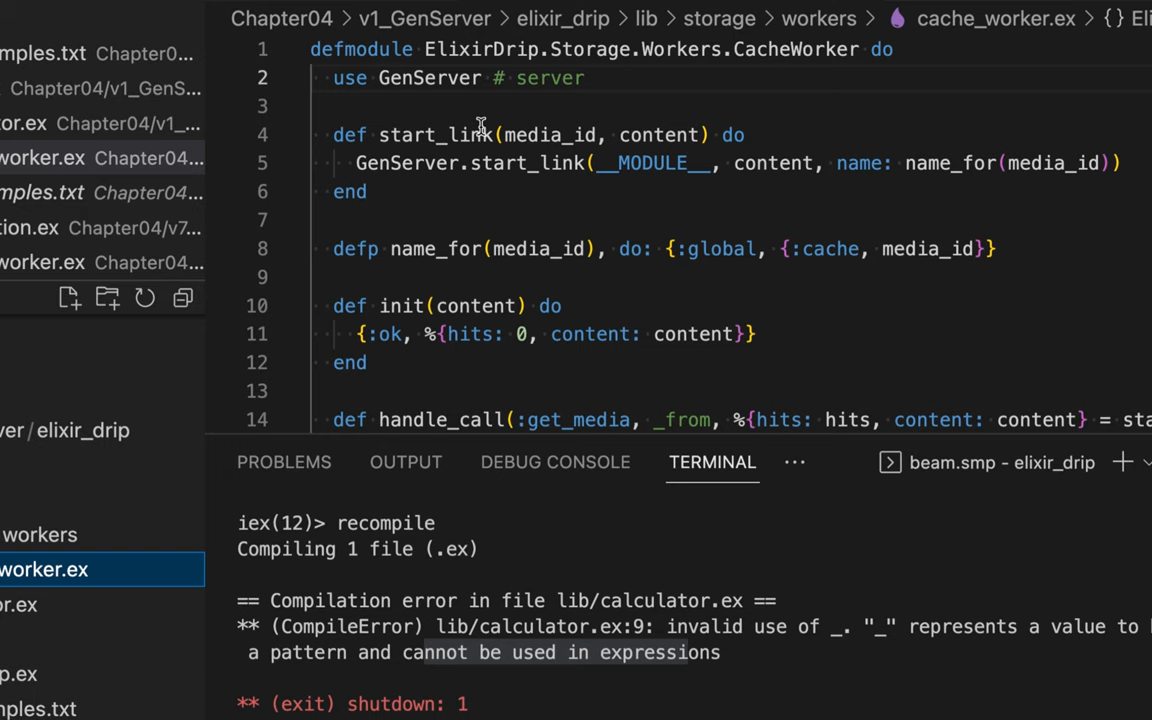 Chapter04 > v1_GenServer > elixir_drip > lib > storage > workers > cache_worker.ex > {} Eli
mples.txt Chapter0...
Chapter04/v1_GenS...
tor.ex Chapter04/v1_...
worker.ex Chapter04...
mples.txt Chapter04...
tion.ex Chapter04/v7...
worker.ex Chapter04...
ver/elixir_drip
workers
worker.ex
or.ex
p.ex
nples.txt
1 defmodule ElixirDrip.Storage.Workers.CacheWorker do
2 use GenServer # server
3
4 def start_link(media_id, content) do
5 GenServer.start_link(__MODULE__, content, name: name_for(media_id))
6 end
7
8 defp name_for(media_id), do: {:global, {:cache, media_id}}
9
10 def init(content) do
11 {:ok, %{hits: 0, content: content}}
12 end
13
14 def handle_call(:get_media, _from, %{hits: hits, content: content} = sta
PROBLEMS OUTPUT DEBUG CONSOLE TERMINAL ... beam.smp - elixir_drip
iex(12)> recompile
Compiling 1 file (.ex)
== Compilation error in file lib/calculator.ex ==
** (CompileError) lib/calculator.ex:9: invalid use of _. "_" represents a value to
a pattern and cannot be used in expressions
** (exit) shutdown: 1